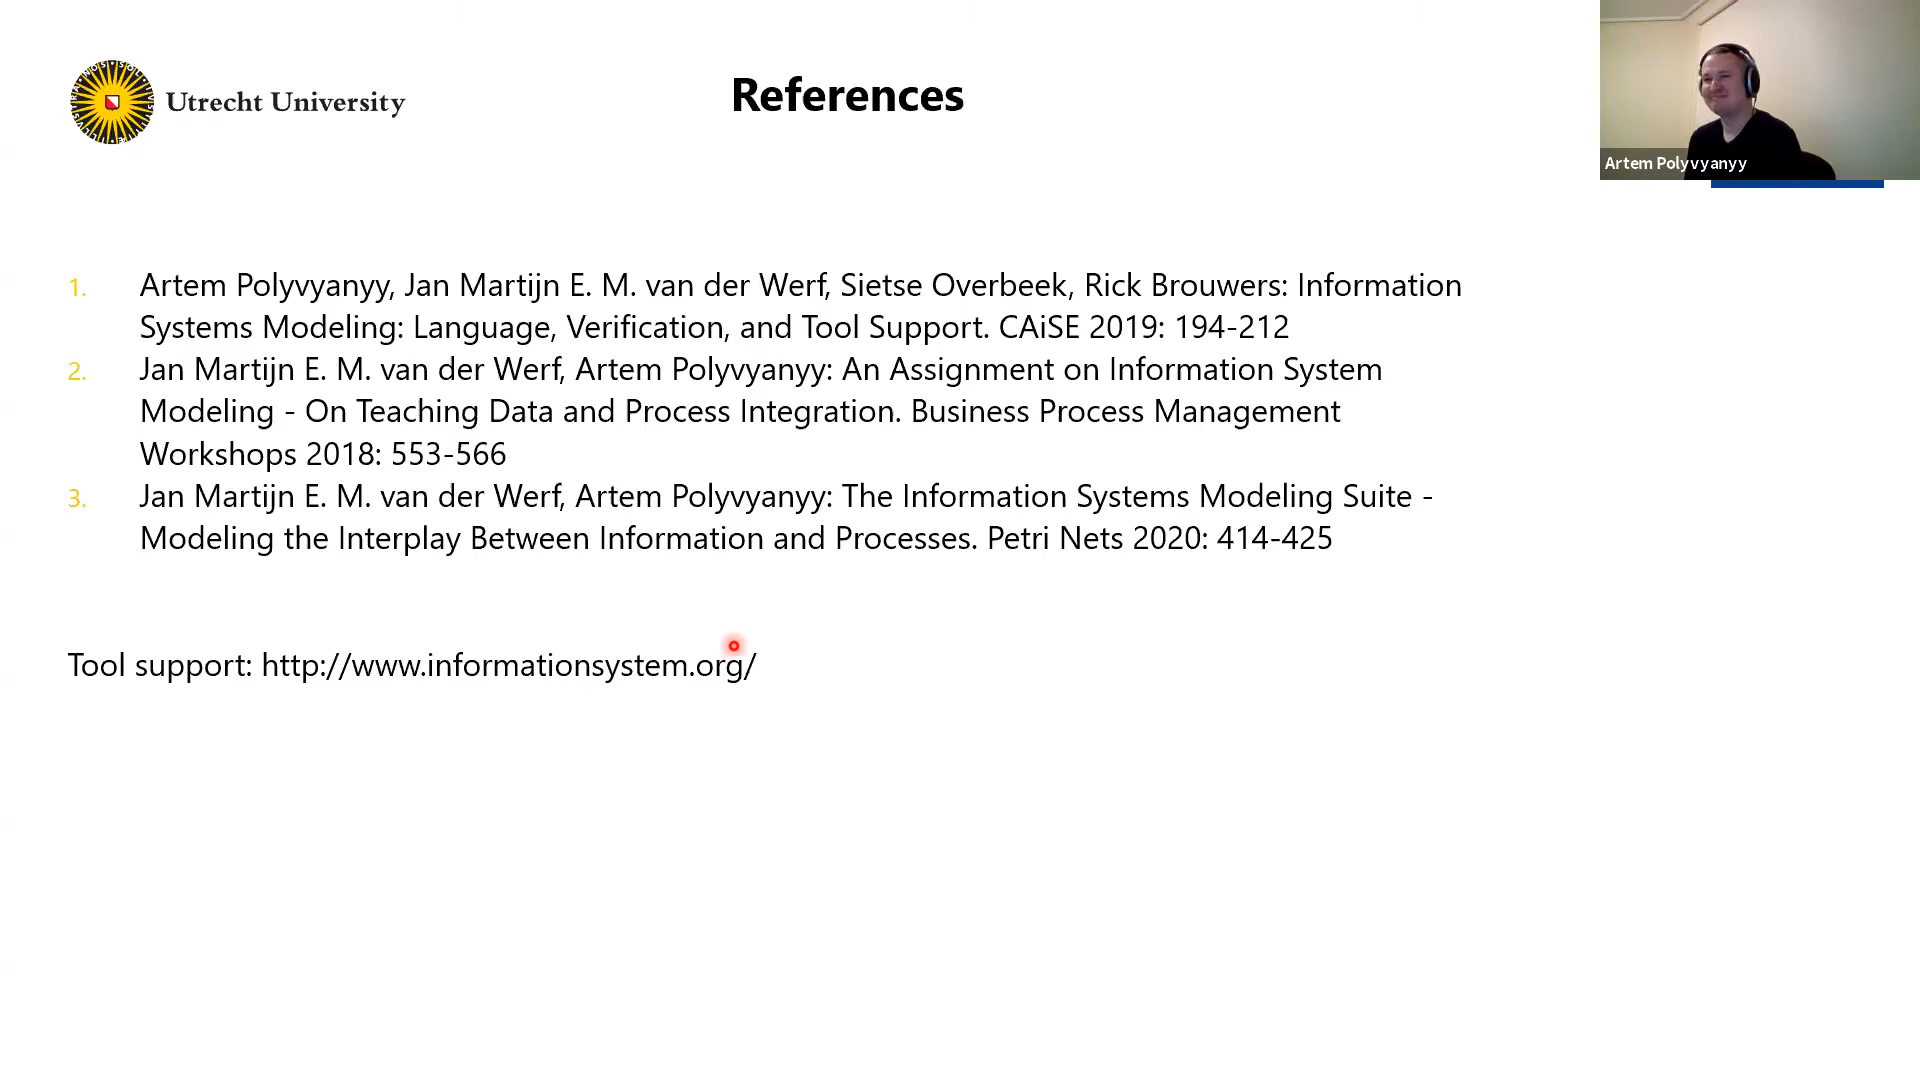 Utrecht University
References
Artem Polyvyanyy
1. Artem Polyvyanyy, Jan Martijn E. M. van der Werf, Sietse Overbeek, Rick Brouwers: Information
Systems Modeling: Language, Verification, and Tool Support. CAiSE 2019: 194-212
2. Jan Martijn E. M. van der Werf, Artem Polyvyanyy: An Assignment on Information System
Modeling - On Teaching Data and Process Integration. Business Process Management
Workshops 2018: 553-566
3. Jan Martijn E. M. van der Werf, Artem Polyvyanyy: The Information Systems Modeling Suite -
Modeling the Interplay Between Information and Processes. Petri Nets 2020: 414-425
Tool support: http://www.informationsystem.org/